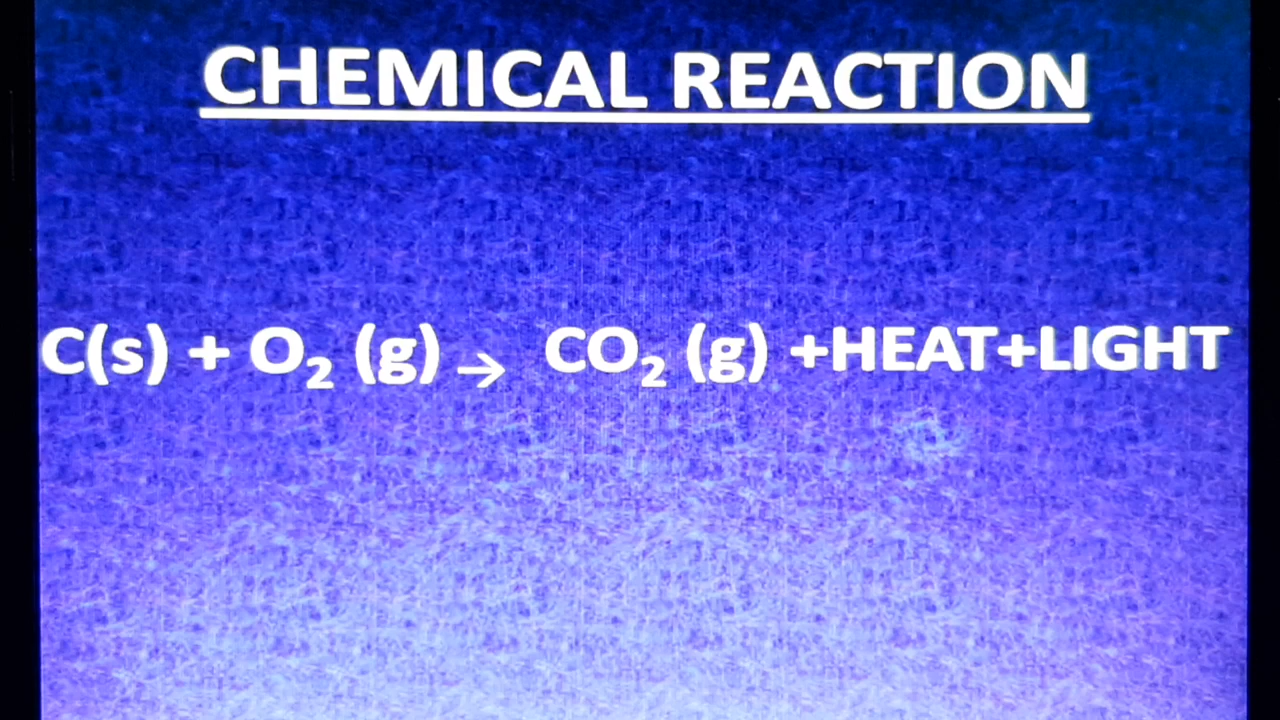 CHEMICAL REACTION
C(s) + O₂ (g) → CO₂ (g) +HEAT+LIGHT